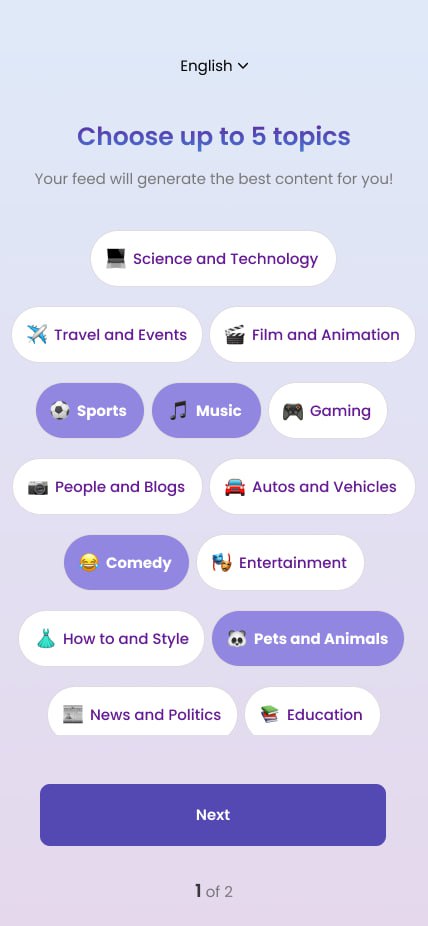 English
Choose up to 5 topics
Your feed will generate the best content for you!
Science and Technology
Travel and Events
Film and Animation
Sports
Music
Gaming
People and Blogs
Autos and Vehicles
Comedy
Entertainment
How to and Style
Pets and Animals
News and Politics
Education
Next
1 of 2